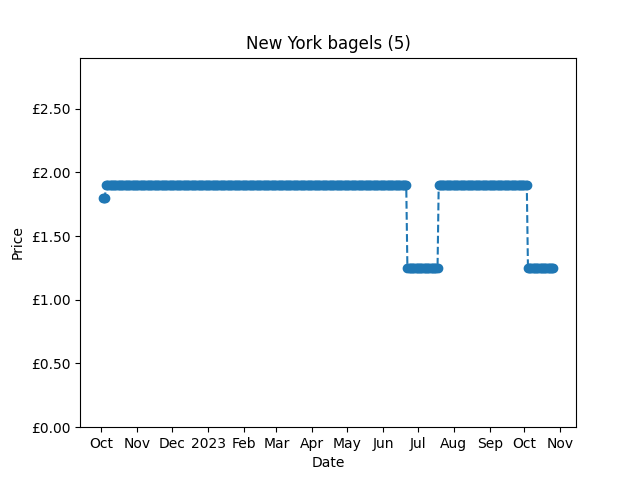 New York bagels (5)
£2.50
£2.00
£1.50
£1.00
£0.50
£0.00
Price
Oct Nov Dec 2023 Feb Mar Apr May Jun Jul Aug Sep Oct Nov
Date